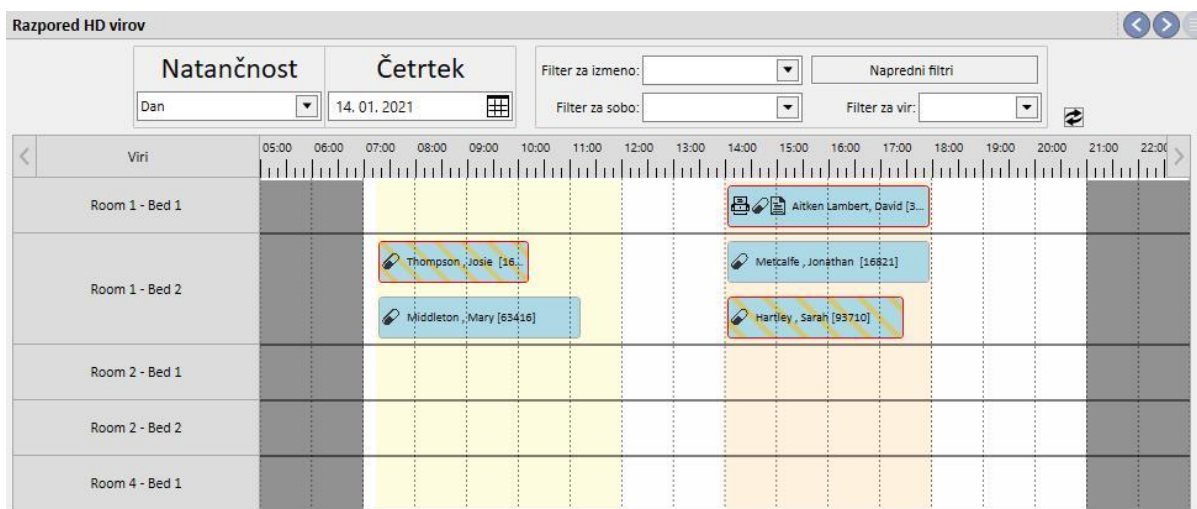 Razpored HD virov
Natančnost
Četrtek
Filter za izmeno:
Napredni filtri
Dan
14. 01. 2021
Filter za sobo:
Filter za vir:
Viri
05:00 06:00 07:00 08:00 09:00 10:00 11:00 12:00 13:00 14:00 15:00 16:00 17:00 18:00 19:00 20:00 21:00 22:00
Room 1 - Bed 1
Aitken Lambert, David [3...
Room 1 - Bed 2
Thompson , Josie [16...
Metcalfe , Jonathan [16821]
Middleton , Mary [63416]
Hartley , Sarah [93710]
Room 2 - Bed 1
Room 2 - Bed 2
Room 4 - Bed 1